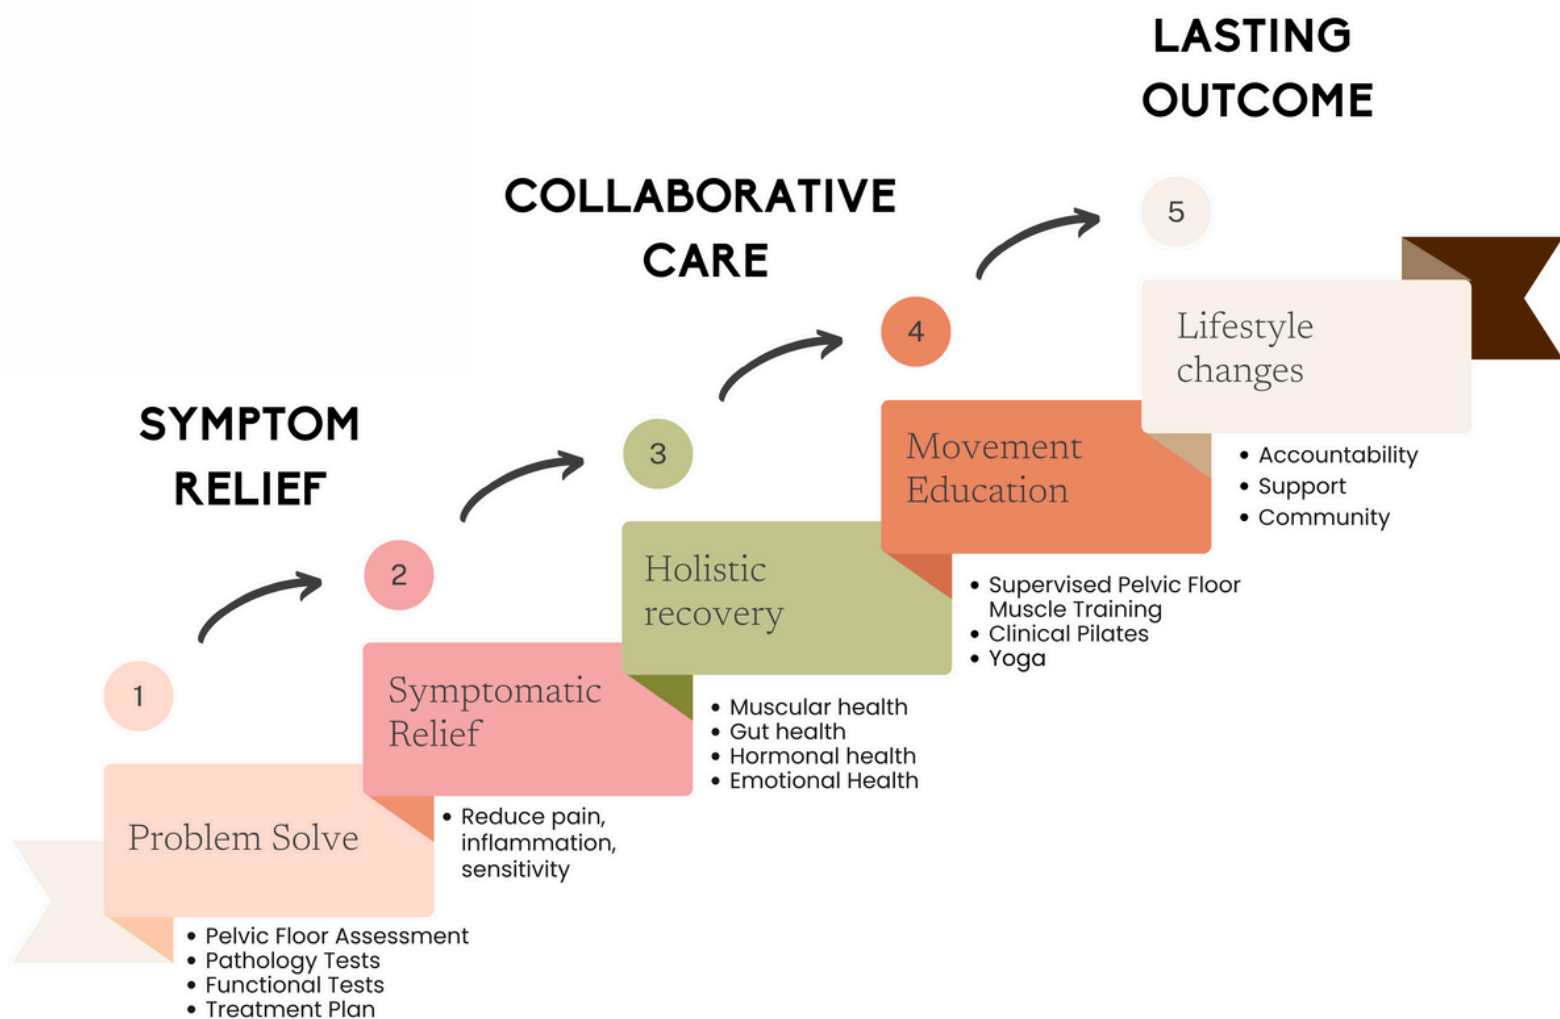 LASTING
OUTCOME
COLLABORATIVE
CARE
SYMPTOM
RELIEF
1
Problem Solve
• Pelvic Floor Assessment
• Pathology Tests
• Functional Tests
• Treatment Plan
2
Symptomatic
Relief
• Reduce pain,
inflammation,
sensitivity
3
Holistic
recovery
• Muscular health
• Gut health
• Hormonal health
• Emotional Health
4
Movement
Education
• Supervised Pelvic Floor
Muscle Training
• Clinical Pilates
• Yoga
5
Lifestyle
changes
• Accountability
• Support
• Community